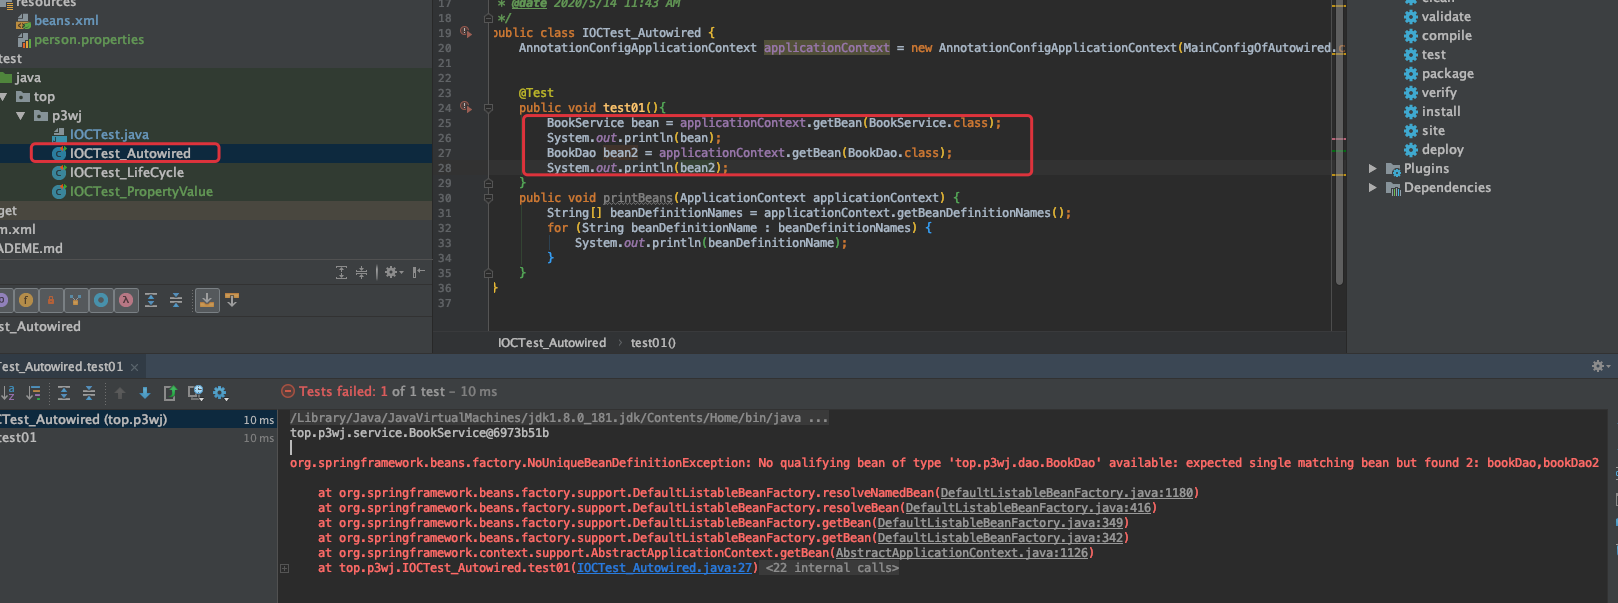 resources
beans.xml
person.properties
test
java
top
p3wj
IOCTest.java
IOCTest_Autowired
IOCTest_LifeCycle
IOCTest_PropertyValue
get
m.xml
ADEME.md
st_Autowired
17 * @date 2020/5/14 11:43 AM
18 */
19 public class IOCTest_Autowired {
20 AnnotationConfigApplicationContext applicationContext = new AnnotationConfigApplicationContext(MainConfigOfAutowired.c
21
22
23 @Test
24 public void test01(){
25 BookService bean = applicationContext.getBean(BookService.class);
26 System.out.println(bean);
27 BookDao bean2 = applicationContext.getBean(BookDao.class);
28 System.out.println(bean2);
29 }
30 public void printBeans(ApplicationContext applicationContext) {
31 String[] beanDefinitionNames = applicationContext.getBeanDefinitionNames();
32 for (String beanDefinitionName : beanDefinitionNames) {
33 System.out.println(beanDefinitionName);
34 }
35 }
36 }
37
IOCTest_Autowired › test01()
clean
validate
compile
test
package
verify
install
site
deploy
Plugins
Dependencies
Test_Autowired.test01 ×
Tests failed: 1 of 1 test – 10 ms
CTest_Autowired (top.p3wj) 10 ms
test01 10 ms
/Library/Java/JavaVirtualMachines/jdk1.8.0_181.jdk/Contents/Home/bin/java ...
top.p3wj.service.BookService@6973b51b
org.springframework.beans.factory.NoUniqueBeanDefinitionException: No qualifying bean of type 'top.p3wj.dao.BookDao' available: expected single matching bean but found 2: bookDao,bookDao2
at org.springframework.beans.factory.support.DefaultListableBeanFactory.resolveNamedBean(DefaultListableBeanFactory.java:1180)
at org.springframework.beans.factory.support.DefaultListableBeanFactory.resolveBean(DefaultListableBeanFactory.java:416)
at org.springframework.beans.factory.support.DefaultListableBeanFactory.getBean(DefaultListableBeanFactory.java:349)
at org.springframework.beans.factory.support.DefaultListableBeanFactory.getBean(DefaultListableBeanFactory.java:342)
at org.springframework.context.support.AbstractApplicationContext.getBean(AbstractApplicationContext.java:1126)
at top.p3wj.IOCTest_Autowired.test01(IOCTest_Autowired.java:27) <22 internal calls>